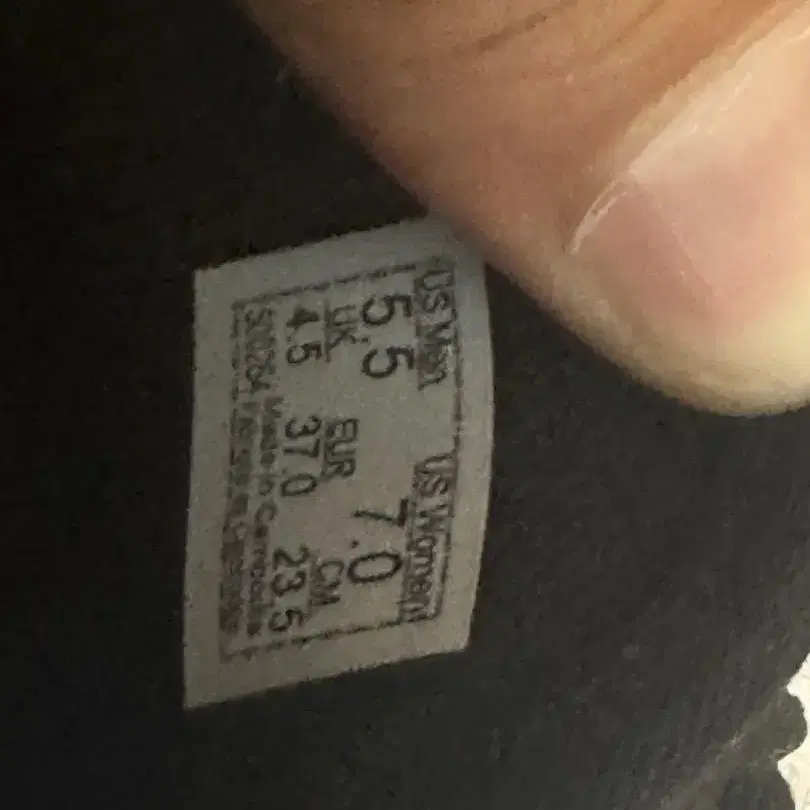 US Men US Women
5.5 7.0
UK EUR CM
4.5 37.0 23.5
Made in Cambodia